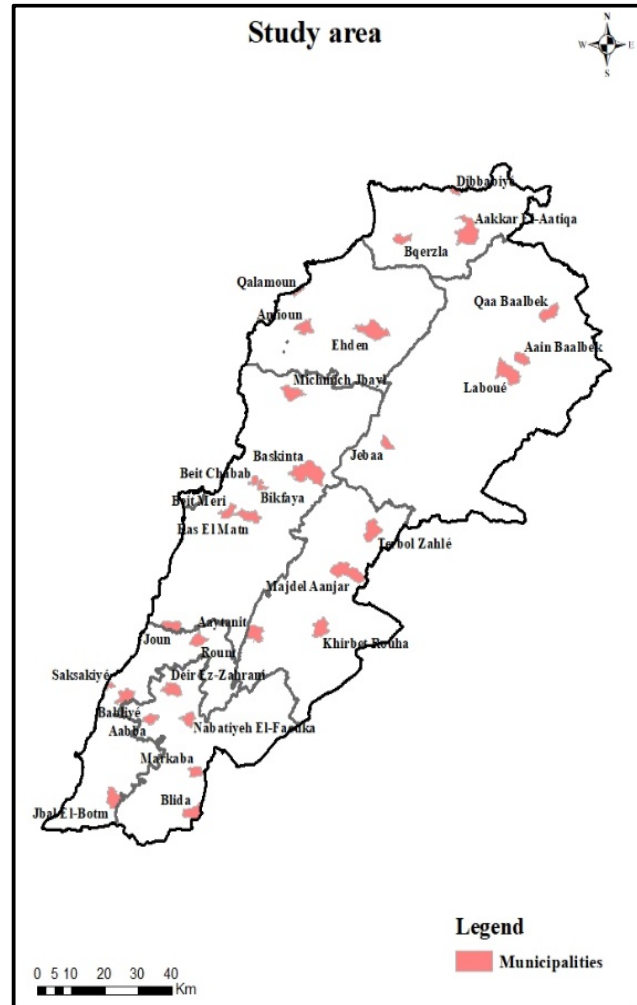 Study area
N
W E
S
Djbbabiyé
Aakkar El-Aatiqa
Bqerzla
Qalamoun
Qaa Baalbek
Amioun
Ehden
Aain Baalbek
Laboué
Michmich Jbayl
Jebaa
Baskinta
Beit Chabab
Bikfaya
Beit Meri
Ras El Matn
Terbol Zahlé
Majdel Aanjar
Aaytanit
Joun
Khirbet Rouha
Roum
Saksakiyé
Deir Ez-Zahrani
Babliyé
Aabba
Nabatiyeh El-Faouka
Markaba
Jbal El-Botm
Blida
Legend
Municipalities
0 5 10 20 30 40
Km